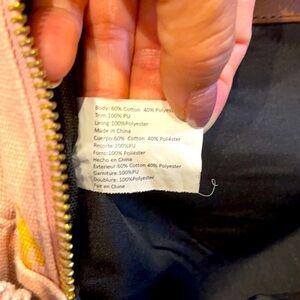 Body: 60% Cotton 40% Polyester
Trim:100% PU
Lining:100%Polyester
Made in China
Cuerpo:60% Cotton 40% Poliéster
Recorte:100%PU
Forro:100% Poliéster
Hecho en China
Exterieur:60% Cotton 40% Polyester
Garniture:100%PU
Doublure: 100%Polyester
Fait en Chine